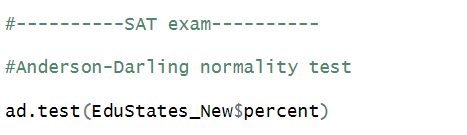 #----------SAT exam----------
#Anderson-Darling normality test
ad.test(EduStates_New$percent)